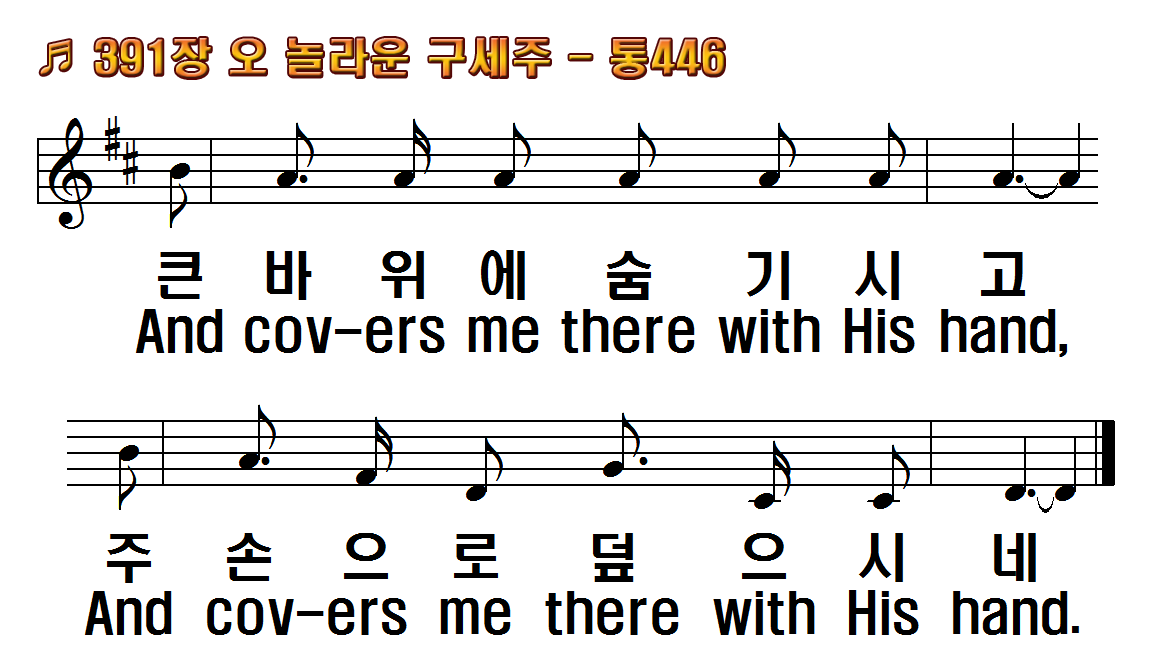 ♬ 391장 오 놀라운 구세주 - 통446
큰 바 위 에 숨 기 시 고
And cov-ers me there with His hand,
주 손 으 로 덮 으 시 네
And cov-ers me there with His hand.